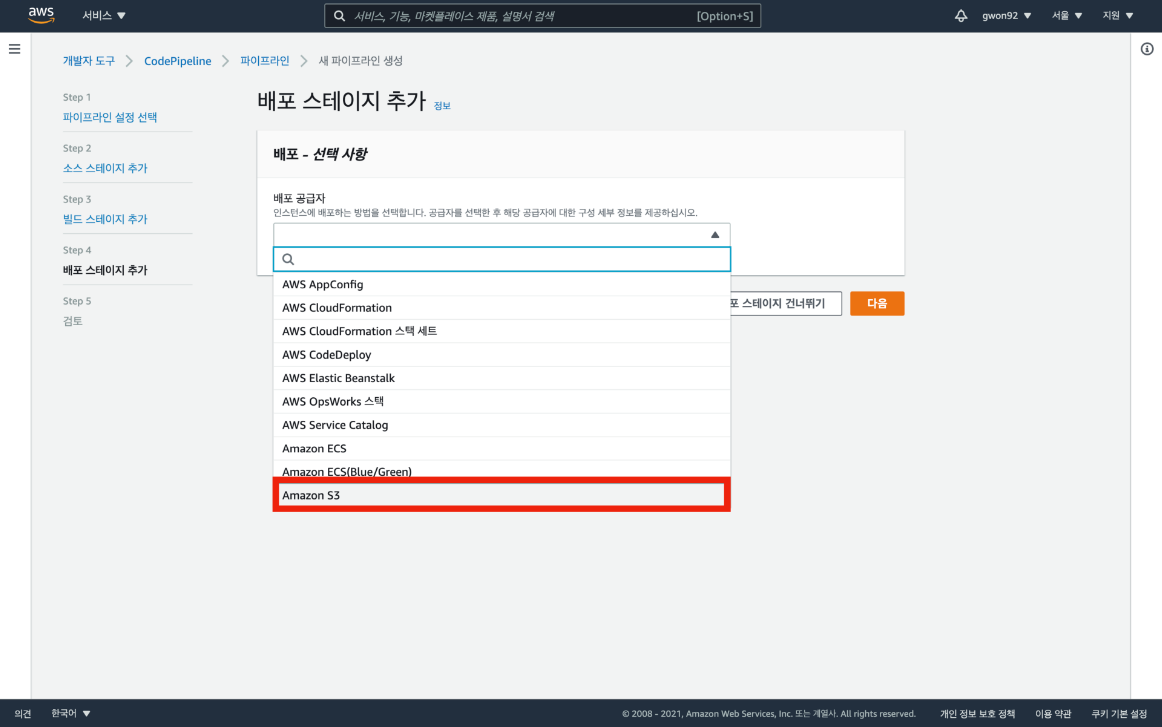 aws
서비스
서비스, 기능, 마켓플레이스 제품, 설명서 검색
[Option+S]
gwon92
서울
지원
개발자 도구
CodePipeline
파이프라인
새 파이프라인 생성
Step 1
파이프라인 설정 선택
Step 2
소스 스테이지 추가
Step 3
빌드 스테이지 추가
Step 4
배포 스테이지 추가
Step 5
검토
배포 스테이지 추가 정보
배포 – 선택 사항
배포 공급자
인스턴스에 배포하는 방법을 선택합니다. 공급자를 선택한 후 해당 공급자에 대한 구성 세부 정보를 제공하십시오.
AWS AppConfig
AWS CloudFormation
AWS CloudFormation 스택 세트
AWS CodeDeploy
AWS Elastic Beanstalk
AWS OpsWorks 스택
AWS Service Catalog
Amazon ECS
Amazon ECS(Blue/Green)
Amazon S3
포 스테이지 건너뛰기
다음
의견
한국어
© 2008 - 2021, Amazon Web Services, Inc. 또는 계열사. All rights reserved.
개인 정보 보호 정책
이용 약관
쿠키 기본 설정